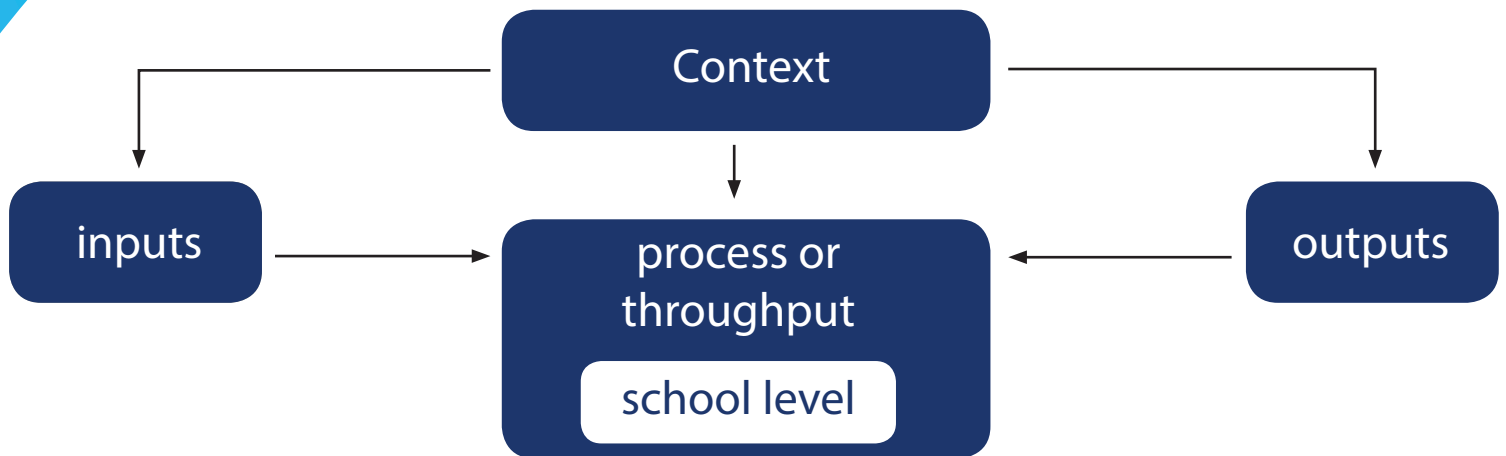 Context
inputs
process or
throughput
school level
outputs